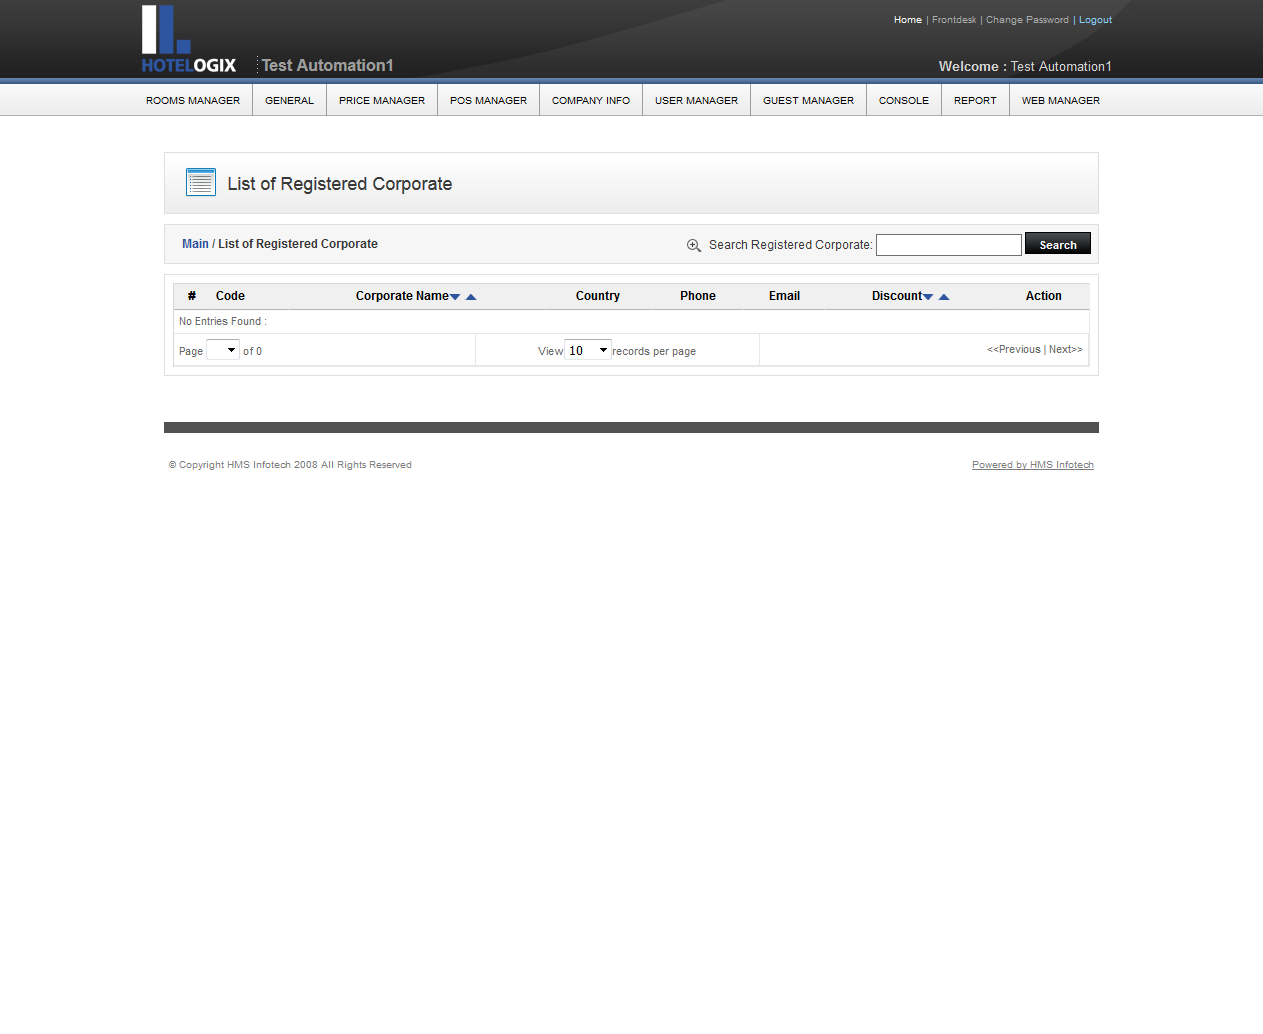 Home | Frontdesk | Change Password | Logout
HOTELOGIX
Test Automation1
Welcome : Test Automation1
ROOMS MANAGER GENERAL PRICE MANAGER POS MANAGER COMPANY INFO USER MANAGER GUEST MANAGER CONSOLE REPORT WEB MANAGER
List of Registered Corporate
Main / List of Registered Corporate Search Registered Corporate: Search
# Code Corporate Name Country Phone Email Discount Action
No Entries Found :
Page of 0 View 10 records per page <<Previous | Next>>
© Copyright HMS Infotech 2008 All Rights Reserved Powered by HMS Infotech